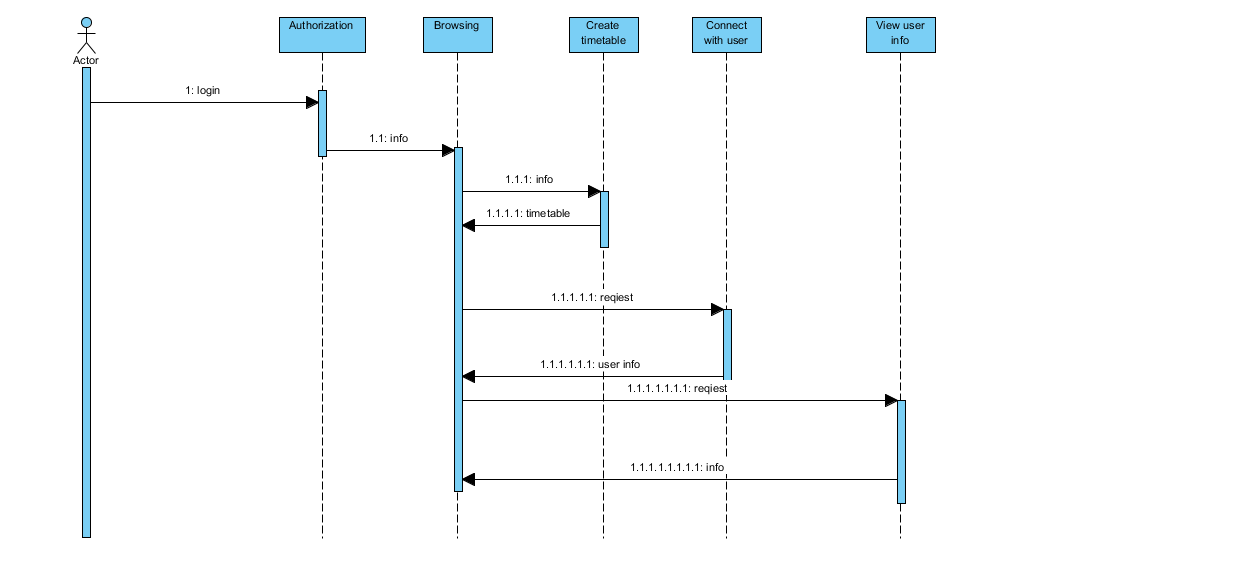 Authorization
Browsing
Create
timetable
Connect
with user
View user
info
Actor
1: login
1.1: info
1.1.1: info
1.1.1.1: timetable
1.1.1.1.1: reqiest
1.1.1.1.1.1: user info
1.1.1.1.1.1.1: reqiest
1.1.1.1.1.1.1.1: info